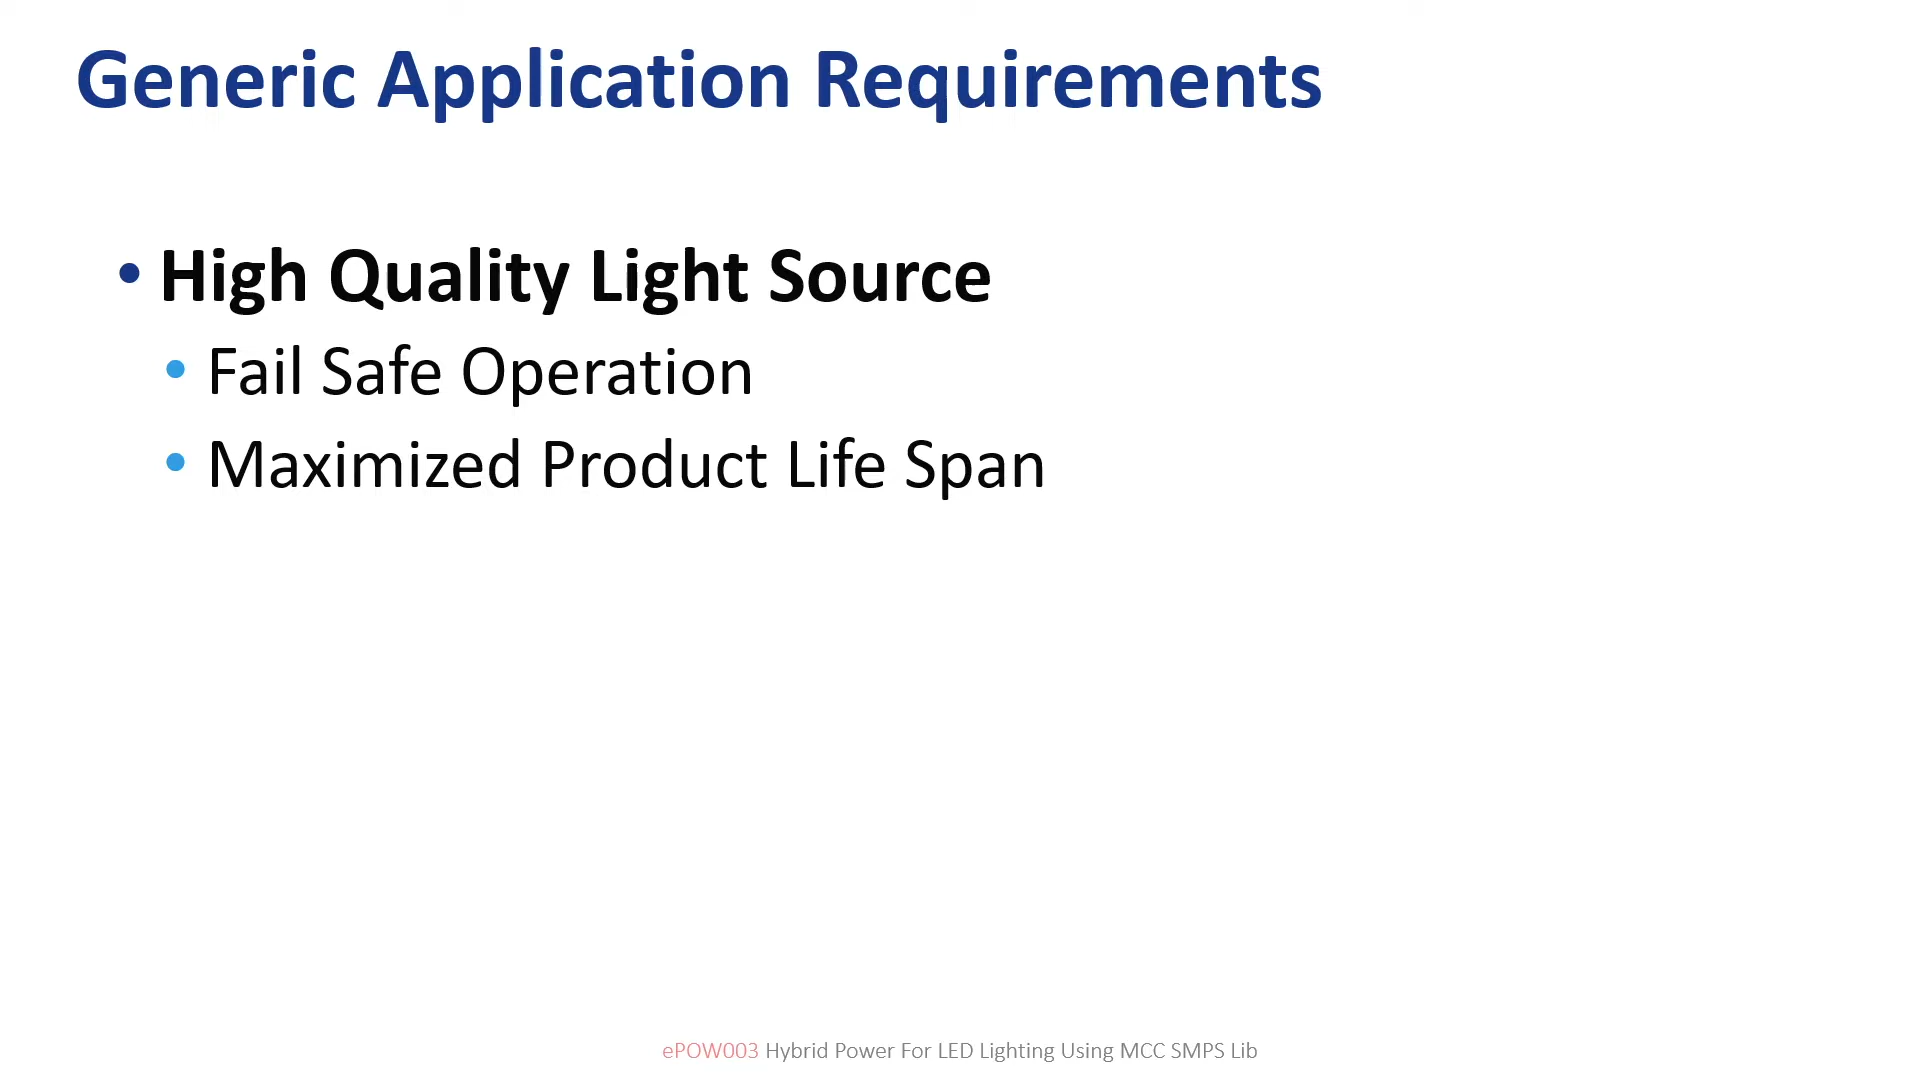 Generic Application Requirements
• High Quality Light Source
• Fail Safe Operation
• Maximized Product Life Span
ePOW003 Hybrid Power For LED Lighting Using MCC SMPS Lib